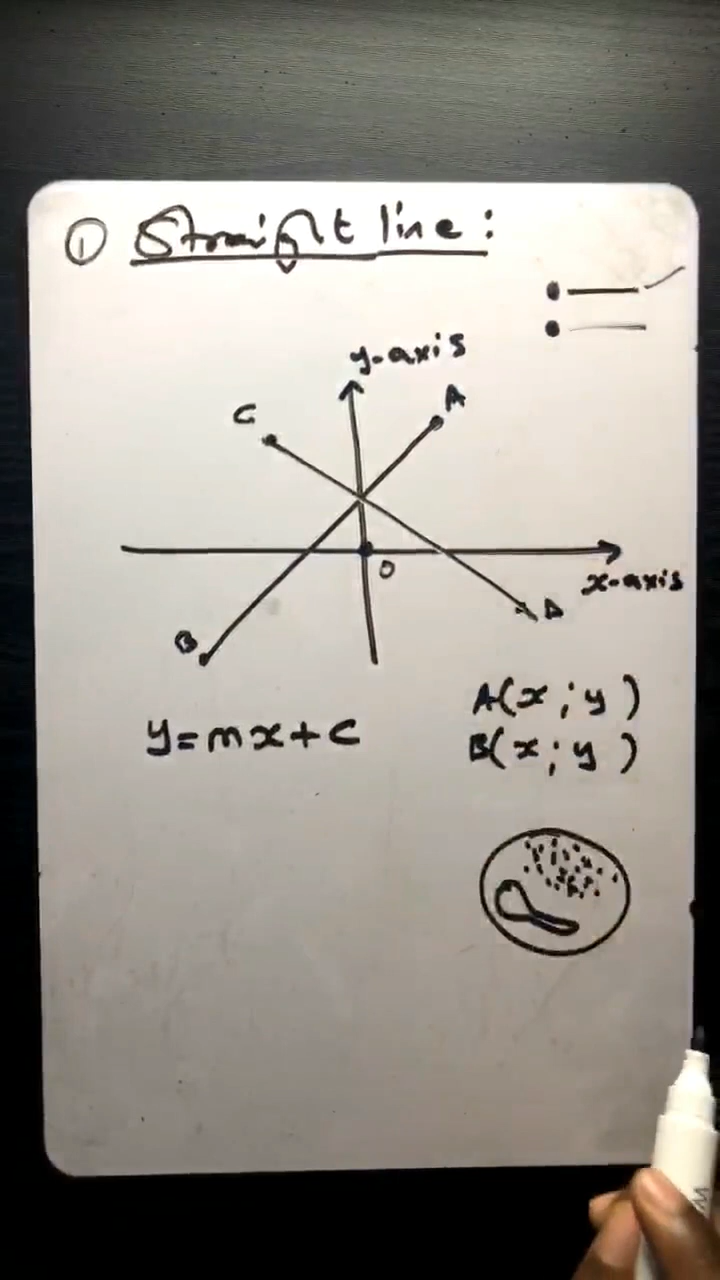 ① Straight line:
y-axis
C
A
O
x-axis
B
D
A(x ; y)
y=mx+c
B(x ; y)